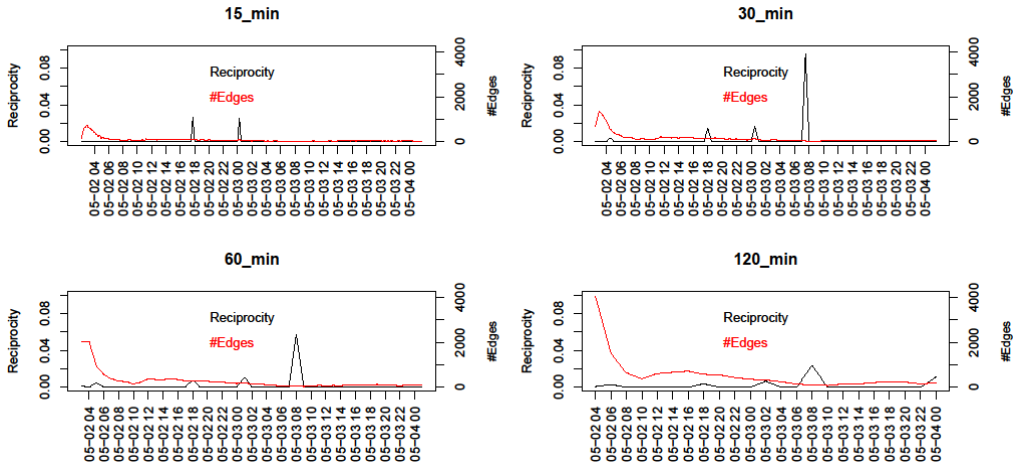 15_min
30_min
Reciprocity
0.00 0.04 0.08
Reciprocity
#Edges
0 2000 4000
#Edges
05−02 04 05−02 06 05−02 08 05−02 10 05−02 12 05−02 14 05−02 16 05−02 18 05−02 20 05−02 22 05−03 00 05−03 02 05−03 04 05−03 06 05−03 08 05−03 10 05−03 12 05−03 14 05−03 16 05−03 18 05−03 20 05−03 22 05−04 00
Reciprocity
0.00 0.04 0.08
Reciprocity
#Edges
0 2000 4000
#Edges
05−02 04 05−02 06 05−02 08 05−02 10 05−02 12 05−02 14 05−02 16 05−02 18 05−02 20 05−02 22 05−03 00 05−03 02 05−03 04 05−03 06 05−03 08 05−03 10 05−03 12 05−03 14 05−03 16 05−03 18 05−03 20 05−03 22 05−04 00
60_min
120_min
Reciprocity
0.00 0.04 0.08
Reciprocity
#Edges
0 2000 4000
#Edges
05−02 04 05−02 06 05−02 08 05−02 10 05−02 12 05−02 14 05−02 16 05−02 18 05−02 20 05−02 22 05−03 00 05−03 02 05−03 04 05−03 06 05−03 08 05−03 10 05−03 12 05−03 14 05−03 16 05−03 18 05−03 20 05−03 22 05−04 00
Reciprocity
0.00 0.04 0.08
Reciprocity
#Edges
0 2000 4000
#Edges
05−02 04 05−02 06 05−02 08 05−02 10 05−02 12 05−02 14 05−02 16 05−02 18 05−02 20 05−02 22 05−03 00 05−03 02 05−03 04 05−03 06 05−03 08 05−03 10 05−03 12 05−03 14 05−03 16 05−03 18 05−03 20 05−03 22 05−04 00